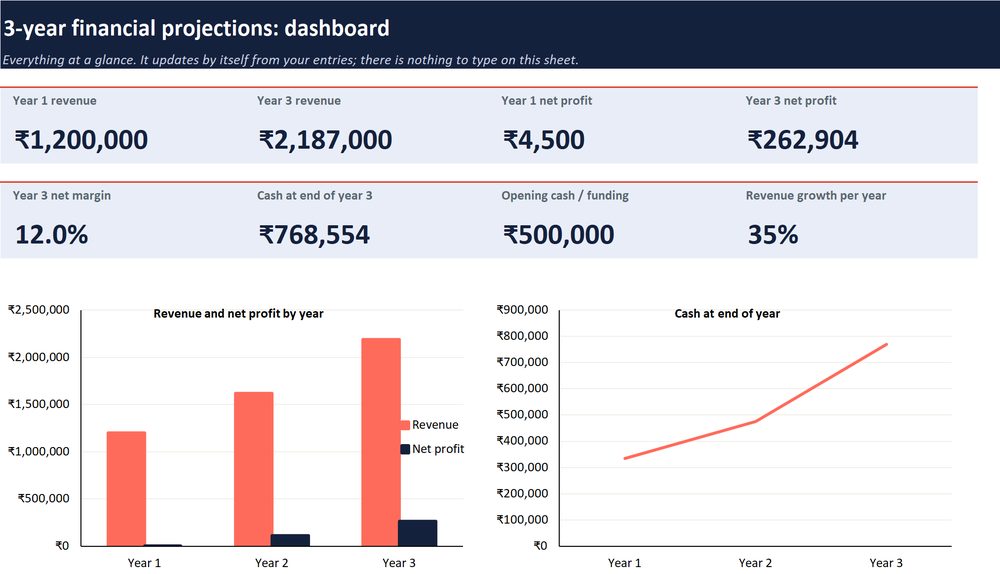 3-year financial projections: dashboard
Everything at a glance. It updates by itself from your entries; there is nothing to type on this sheet.
Year 1 revenue
Year 3 revenue
Year 1 net profit
Year 3 net profit
₹1,200,000
₹2,187,000
₹4,500
₹262,904
Year 3 net margin
Cash at end of year 3
Opening cash / funding
Revenue growth per year
12.0%
₹768,554
₹500,000
35%
Revenue and net profit by year
₹2,500,000
₹2,000,000
₹1,500,000
₹1,000,000
₹500,000
₹0
Year 1
Year 2
Year 3
Revenue
Net profit
Cash at end of year
₹900,000
₹800,000
₹700,000
₹600,000
₹500,000
₹400,000
₹300,000
₹200,000
₹100,000
₹0
Year 1
Year 2
Year 3